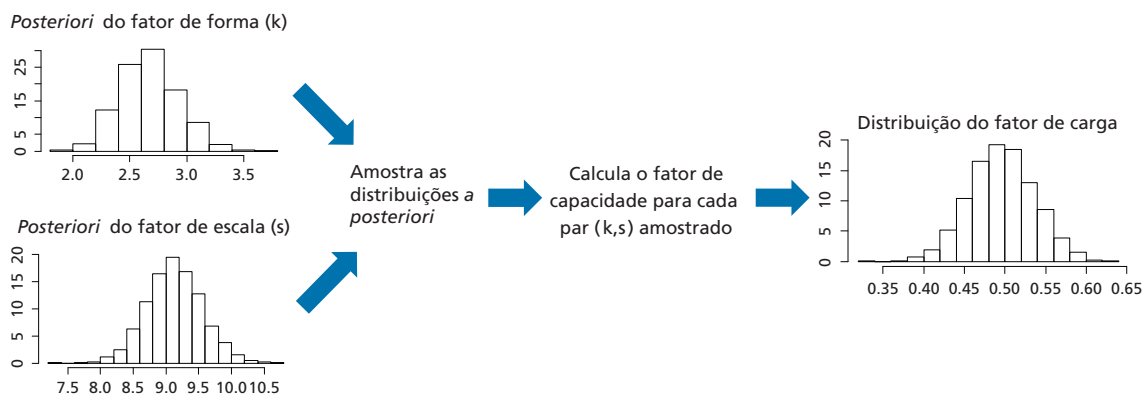 Posteriori do fator de forma (k)
5 15 25
2.0 2.5 3.0 3.5
Posteriori do fator de escala (s)
0 5 10 15 20
7.5 8.0 8.5 9.0 9.5 10.0 10.5
Amostra as
distribuições a
posteriori
Calcula o fator de
capacidade para cada
par (k,s) amostrado
Distribuição do fator de carga
0 5 10 15 20
0.35 0.40 0.45 0.50 0.55 0.60 0.65